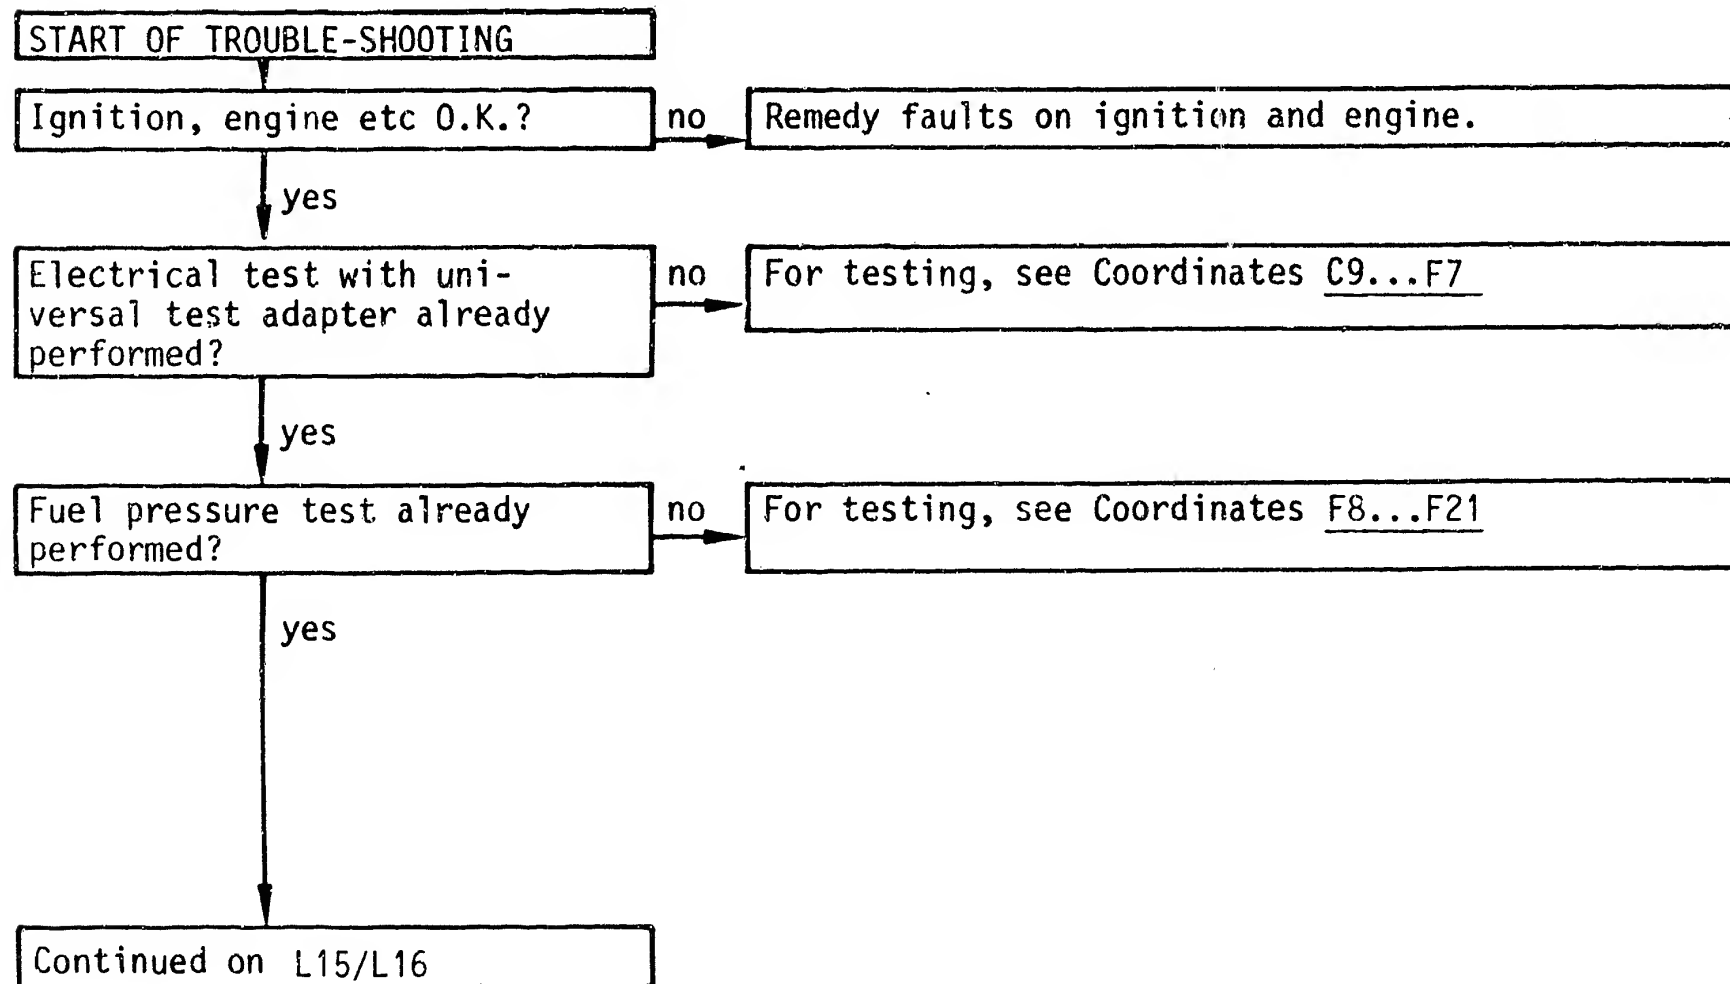 START OF TROUBLE-SHOOTING
Ignition, engine etc O.K.?
no
Remedy faults on ignition and engine.
yes
Electrical test with uni-
versal test adapter already
performed?
no
For testing, see Coordinates C9...F7
yes
Fuel pressure test already
performed?
no
For testing, see Coordinates F8...F21
yes
Continued on L15/L16